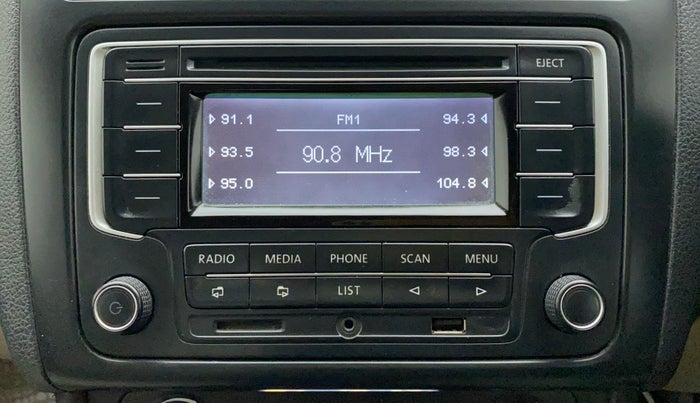 EJECT
91.1 FM1 94.3
93.5 90.8 MHz 98.3
95.0 104.8
RADIO MEDIA PHONE SCAN MENU
LIST